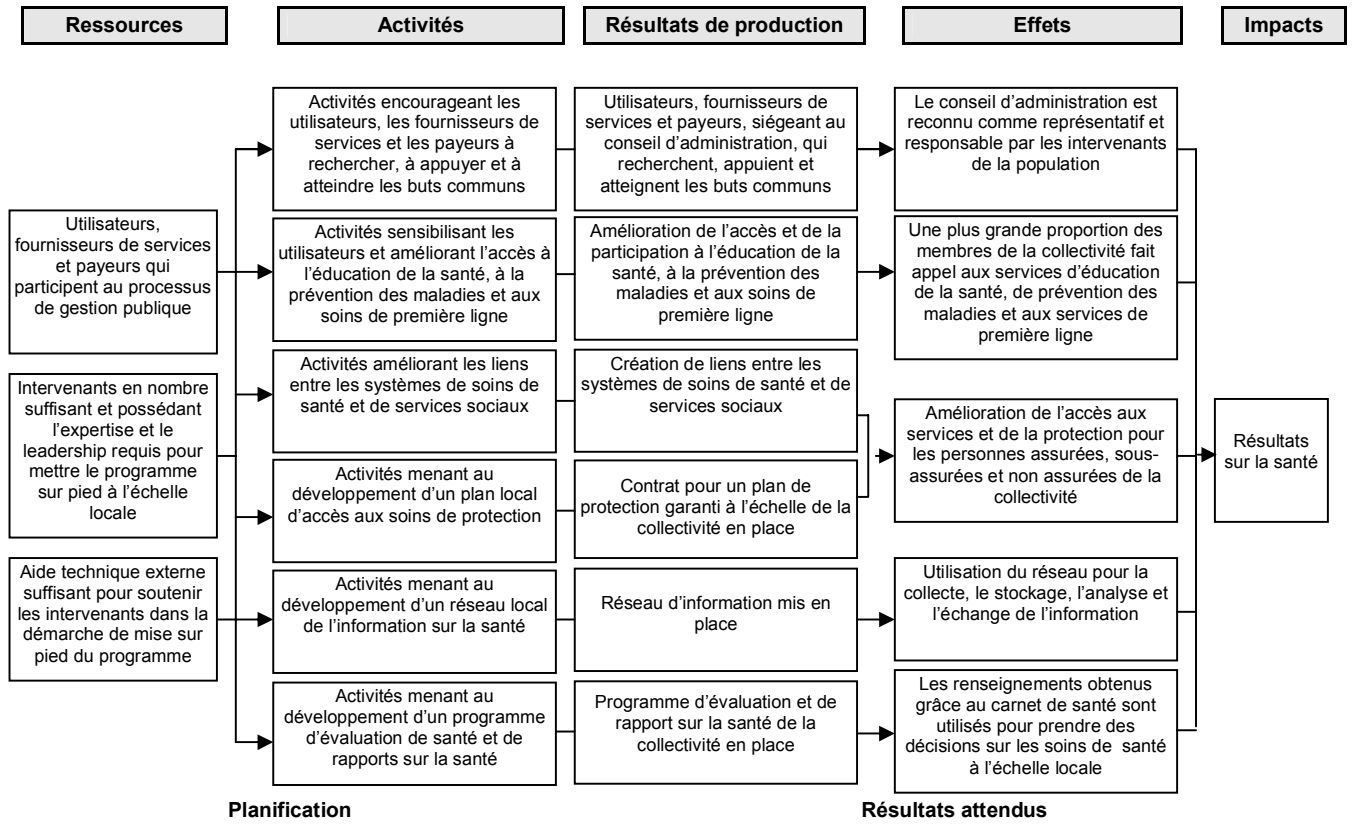 Ressources
Activités
Résultats de production
Effets
Impacts
Utilisateurs,
fournisseurs de services
et payeurs qui
participent au processus
de gestion publique
Intervenants en nombre
suffisant et possédant
l’expertise et le
leadership requis pour
mettre le programme
sur pied à l’échelle
locale
Aide technique externe
suffisant pour soutenir
les intervenants dans la
démarche de mise sur
pied du programme
Activités encourageant les
utilisateurs, les fournisseurs de
services et les payeurs à
rechercher, à appuyer et à
atteindre les buts communs
Activités sensibilisant les
utilisateurs et améliorant l’accès à
l’éducation de la santé, à la
prévention des maladies et aux
soins de première ligne
Activités améliorant les liens
entre les systèmes de soins de
santé et de services sociaux
Activités menant au
développement d’un plan local
d’accès aux soins de protection
Activités menant au
développement d’un réseau local
de l’information sur la santé
Activités menant au
développement d’un programme
d’évaluation de santé et de
rapports sur la santé
Utilisateurs, fournisseurs de
services et payeurs, siégeant au
conseil d’administration, qui
recherchent, appuient et
atteignent les buts communs
Amélioration de l’accès et de la
participation à l’éducation de la
santé, à la prévention des
maladies et aux soins de
première ligne
Création de liens entre les
systèmes de soins de santé et de
services sociaux
Contrat pour un plan de
protection garanti à l’échelle de la
collectivité en place
Réseau d’information mis en
place
Programme d’évaluation et de
rapport sur la santé de la
collectivité en place
Le conseil d’administration est
reconnu comme représentatif et
responsable par les intervenants
de la population
Une plus grande proportion des
membres de la collectivité fait
appel aux services d’éducation
de la santé, de prévention des
maladies et aux services de
première ligne
Amélioration de l’accès aux
services et de la protection pour
les personnes assurées, sous-
assurées et non assurées de la
collectivité
Utilisation du réseau pour la
collecte, le stockage, l’analyse et
l’échange de l’information
Les renseignements obtenus
grâce au carnet de santé sont
utilisés pour prendre des
décisions sur les soins de santé
à l’échelle locale
Résultats
sur la santé
Planification
Résultats attendus